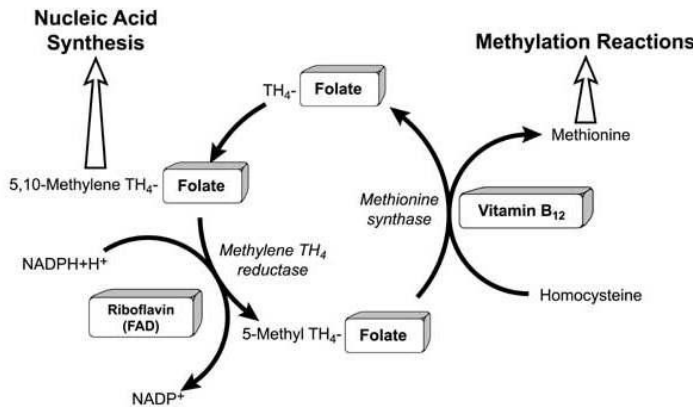 Nucleic Acid
Synthesis
Methylation Reactions
TH₄- Folate
Methionine
5,10-Methylene TH₄- Folate
Methionine
synthase
Vitamin B₁₂
Methylene TH₄
reductase
NADPH+H⁺
Riboflavin
(FAD)
Homocysteine
5-Methyl TH₄- Folate
NADP⁺